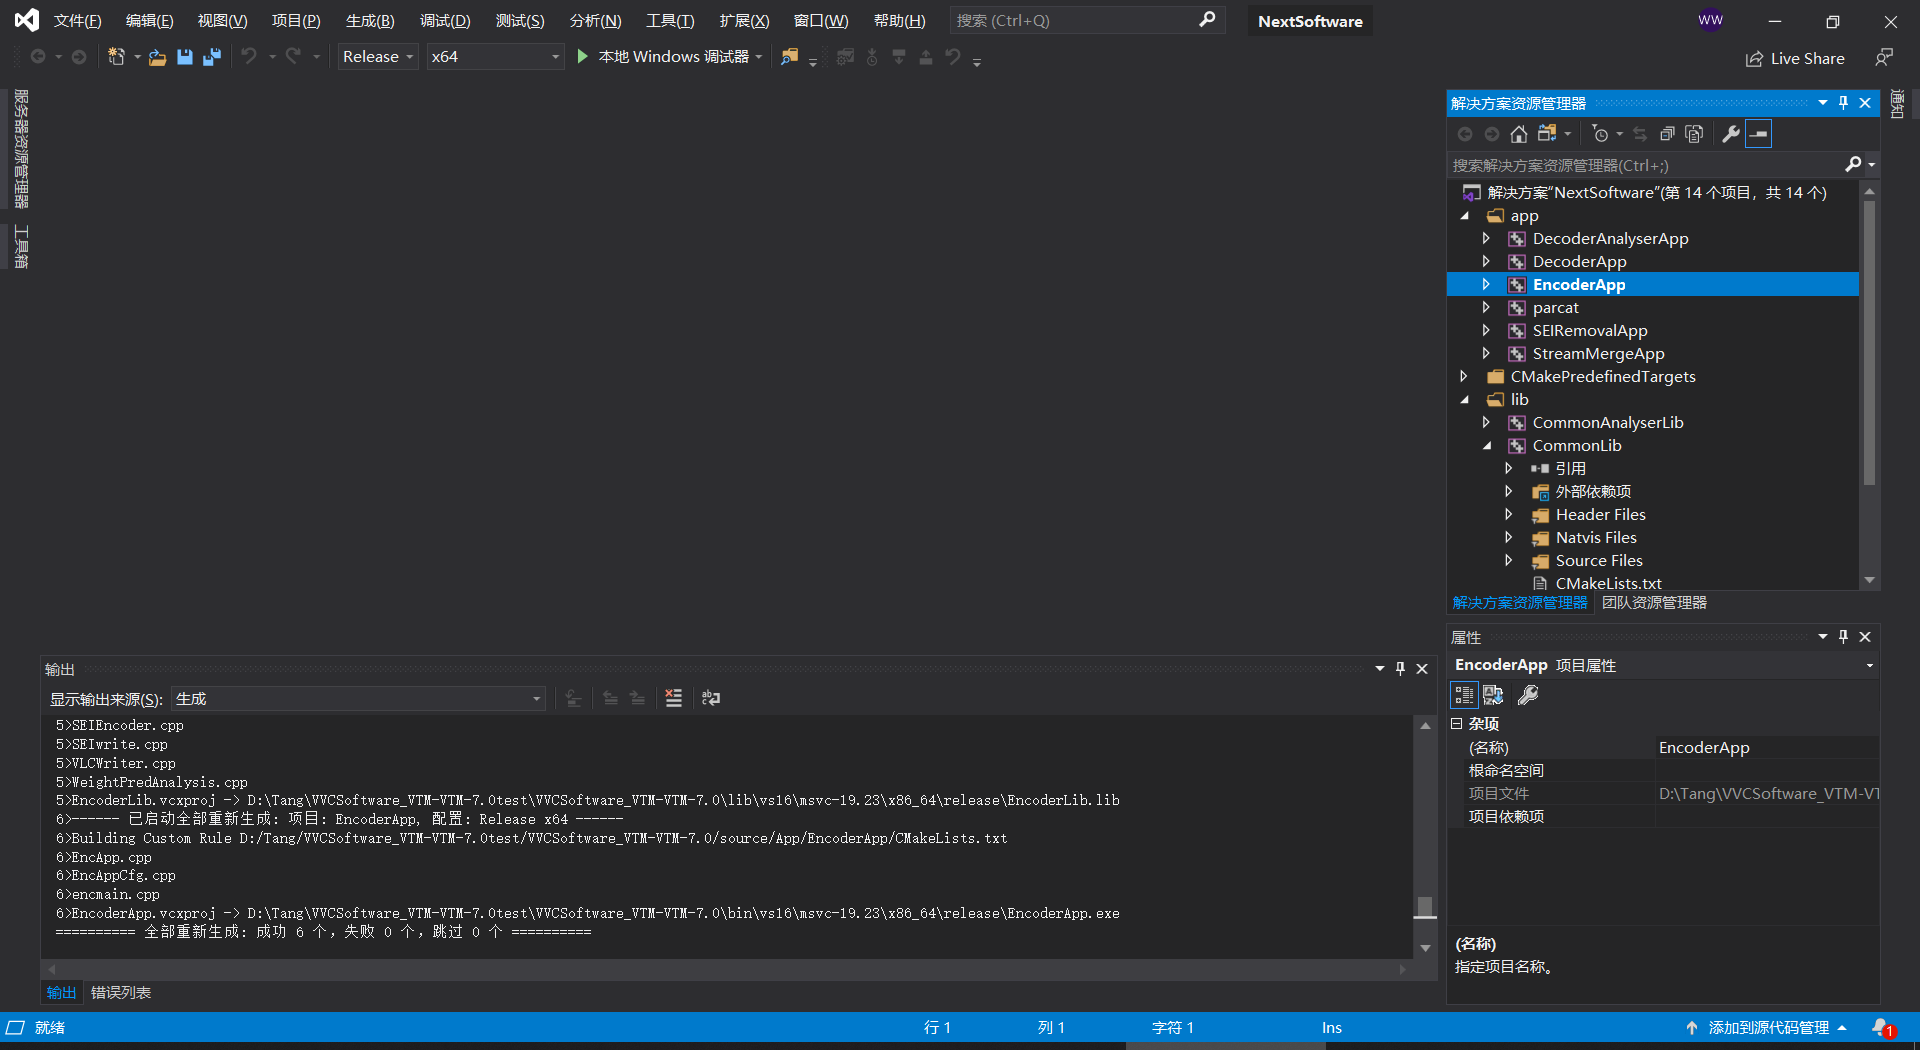 文件(F) 编辑(E) 视图(V) 项目(P) 生成(B) 调试(D) 测试(S) 分析(N) 工具(T) 扩展(X) 窗口(W) 帮助(H) 搜索 (Ctrl+Q) NextSoftware WW
Release x64 本地 Windows 调试器 Live Share
服务器资源管理器
工具箱
通知
解决方案资源管理器
搜索解决方案资源管理器(Ctrl+;)
解决方案"NextSoftware"(第 14 个项目，共 14 个)
app
DecoderAnalyserApp
DecoderApp
EncoderApp
parcat
SEIRemovalApp
StreamMergeApp
CMakePredefinedTargets
lib
CommonAnalyserLib
CommonLib
引用
外部依赖项
Header Files
Natvis Files
Source Files
CMakeLists.txt
解决方案资源管理器 团队资源管理器
属性
EncoderApp 项目属性
杂项
(名称) EncoderApp
根命名空间
项目文件 D:\Tang\VVCSoftware_VTM-VT
项目依赖项
(名称)
指定项目名称。
输出
显示输出来源(S): 生成
5>SEIEncoder.cpp
5>SEIwrite.cpp
5>VLCWriter.cpp
5>WeightPredAnalysis.cpp
5>EncoderLib.vcxproj -> D:\Tang\VVCSoftware_VTM-VTM-7.0test\VVCSoftware_VTM-VTM-7.0\lib\vs16\msvc-19.23\x86_64\release\EncoderLib.lib
6>------ 已启动全部重新生成: 项目: EncoderApp, 配置: Release x64 ------
6>Building Custom Rule D:/Tang/VVCSoftware_VTM-VTM-7.0test/VVCSoftware_VTM-VTM-7.0/source/App/EncoderApp/CMakeLists.txt
6>EncApp.cpp
6>EncAppCfg.cpp
6>encmain.cpp
6>EncoderApp.vcxproj -> D:\Tang\VVCSoftware_VTM-VTM-7.0test\VVCSoftware_VTM-VTM-7.0\bin\vs16\msvc-19.23\x86_64\release\EncoderApp.exe
========== 全部重新生成: 成功 6 个，失败 0 个，跳过 0 个 ==========
输出 错误列表
就绪 行 1 列 1 字符 1 Ins 添加到源代码管理 1